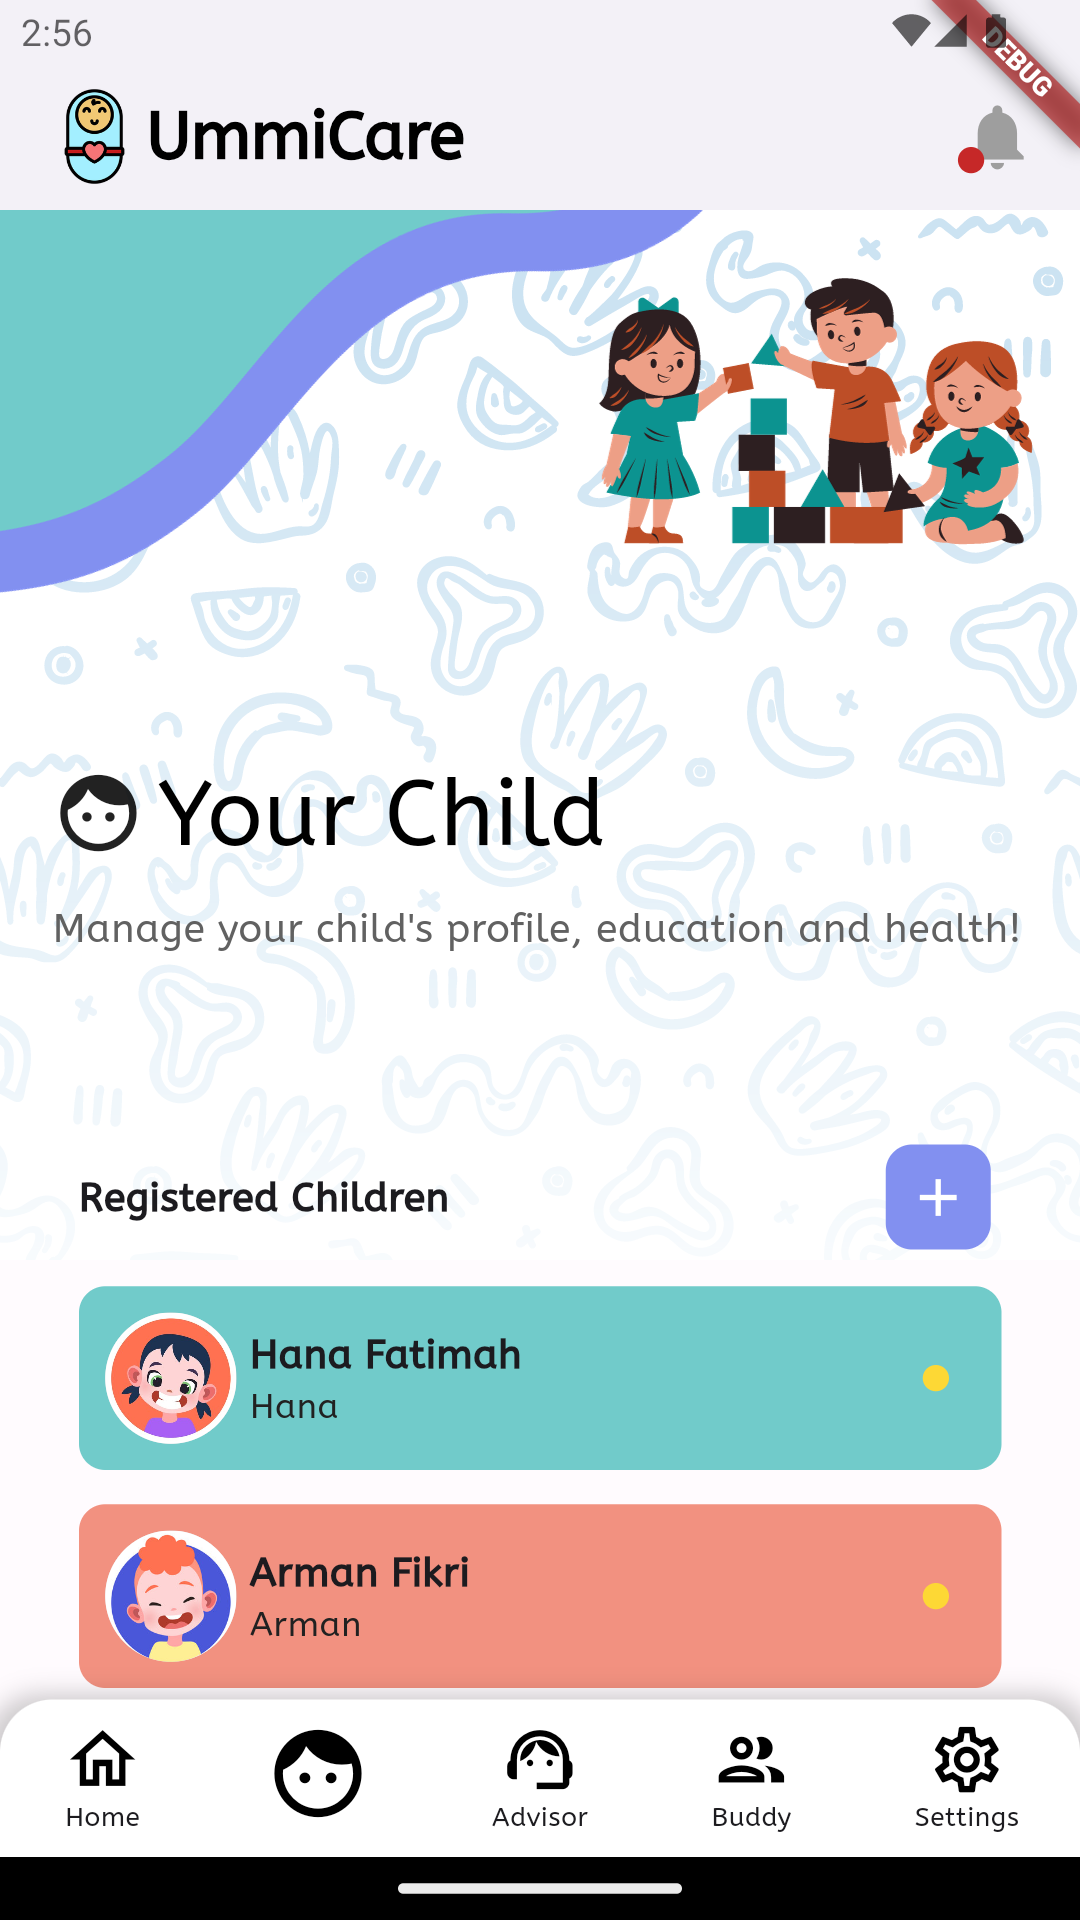 2:56
DEBUG
UmmiCare
Your Child
Manage your child's profile, education and health!
Registered Children
Hana Fatimah
Hana
Arman Fikri
Arman
Home
Advisor
Buddy
Settings